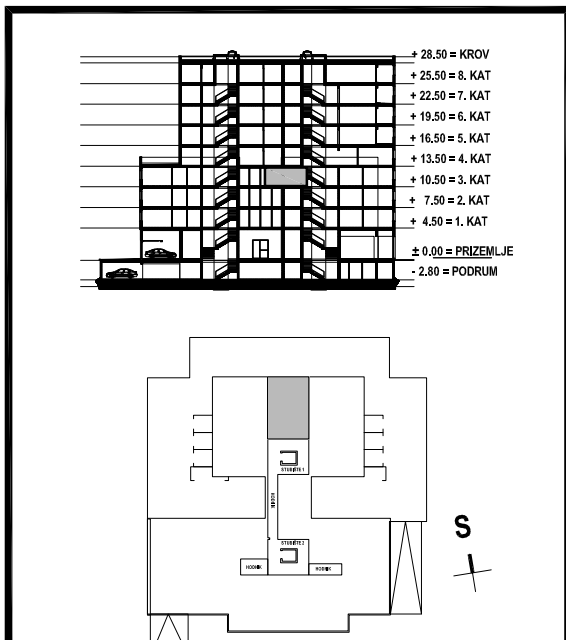 + 28.50 = KROV
+ 25.50 = 8. KAT
+ 22.50 = 7. KAT
+ 19.50 = 6. KAT
+ 16.50 = 5. KAT
+ 13.50 = 4. KAT
+ 10.50 = 3. KAT
+ 7.50 = 2. KAT
+ 4.50 = 1. KAT
± 0.00 = PRIZEMLJE
- 2.80 = PODRUM
STUBIŠTE 1
HODNIK
STUBIŠTE 2
HODNIK
HODNIK
S